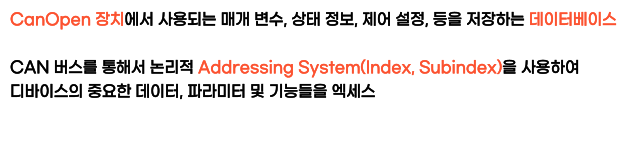 CanOpen 장치에서 사용되는 매개 변수, 상태 정보, 제어 설정, 등을 저장하는 데이터베이스
CAN 버스를 통해서 논리적 Addressing System(Index, Subindex)을 사용하여
디바이스의 중요한 데이터, 파라미터 및 기능들을 엑세스